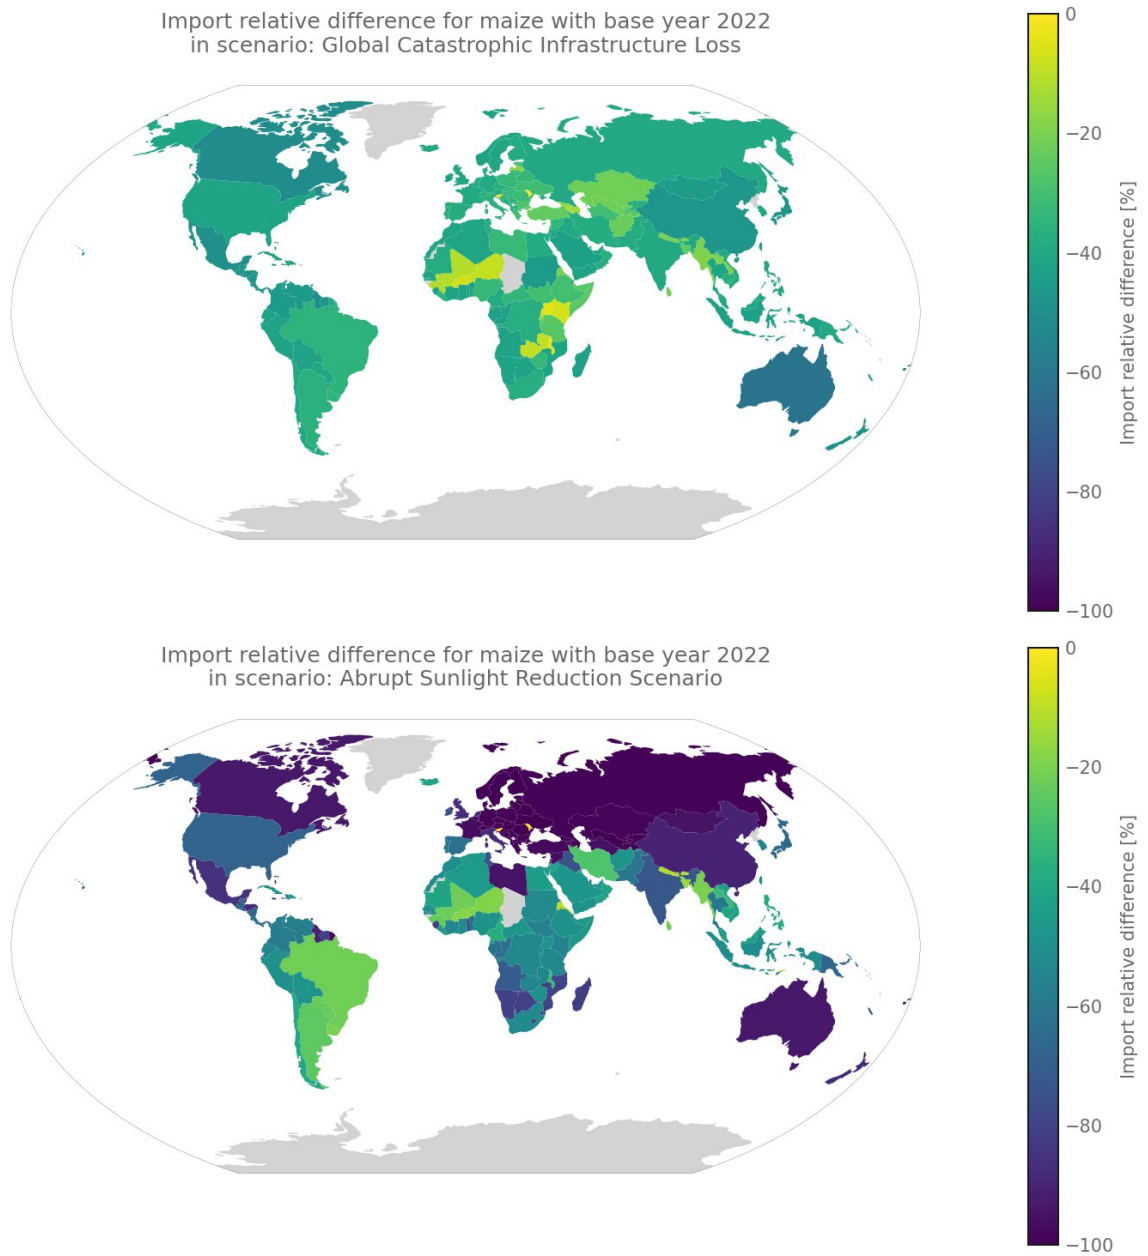 Import relative difference for maize with base year 2022
in scenario: Global Catastrophic Infrastructure Loss
0
−20
−40
−60
−80
−100
Import relative difference [%]
Import relative difference for maize with base year 2022
in scenario: Abrupt Sunlight Reduction Scenario
0
−20
−40
−60
−80
−100
Import relative difference [%]